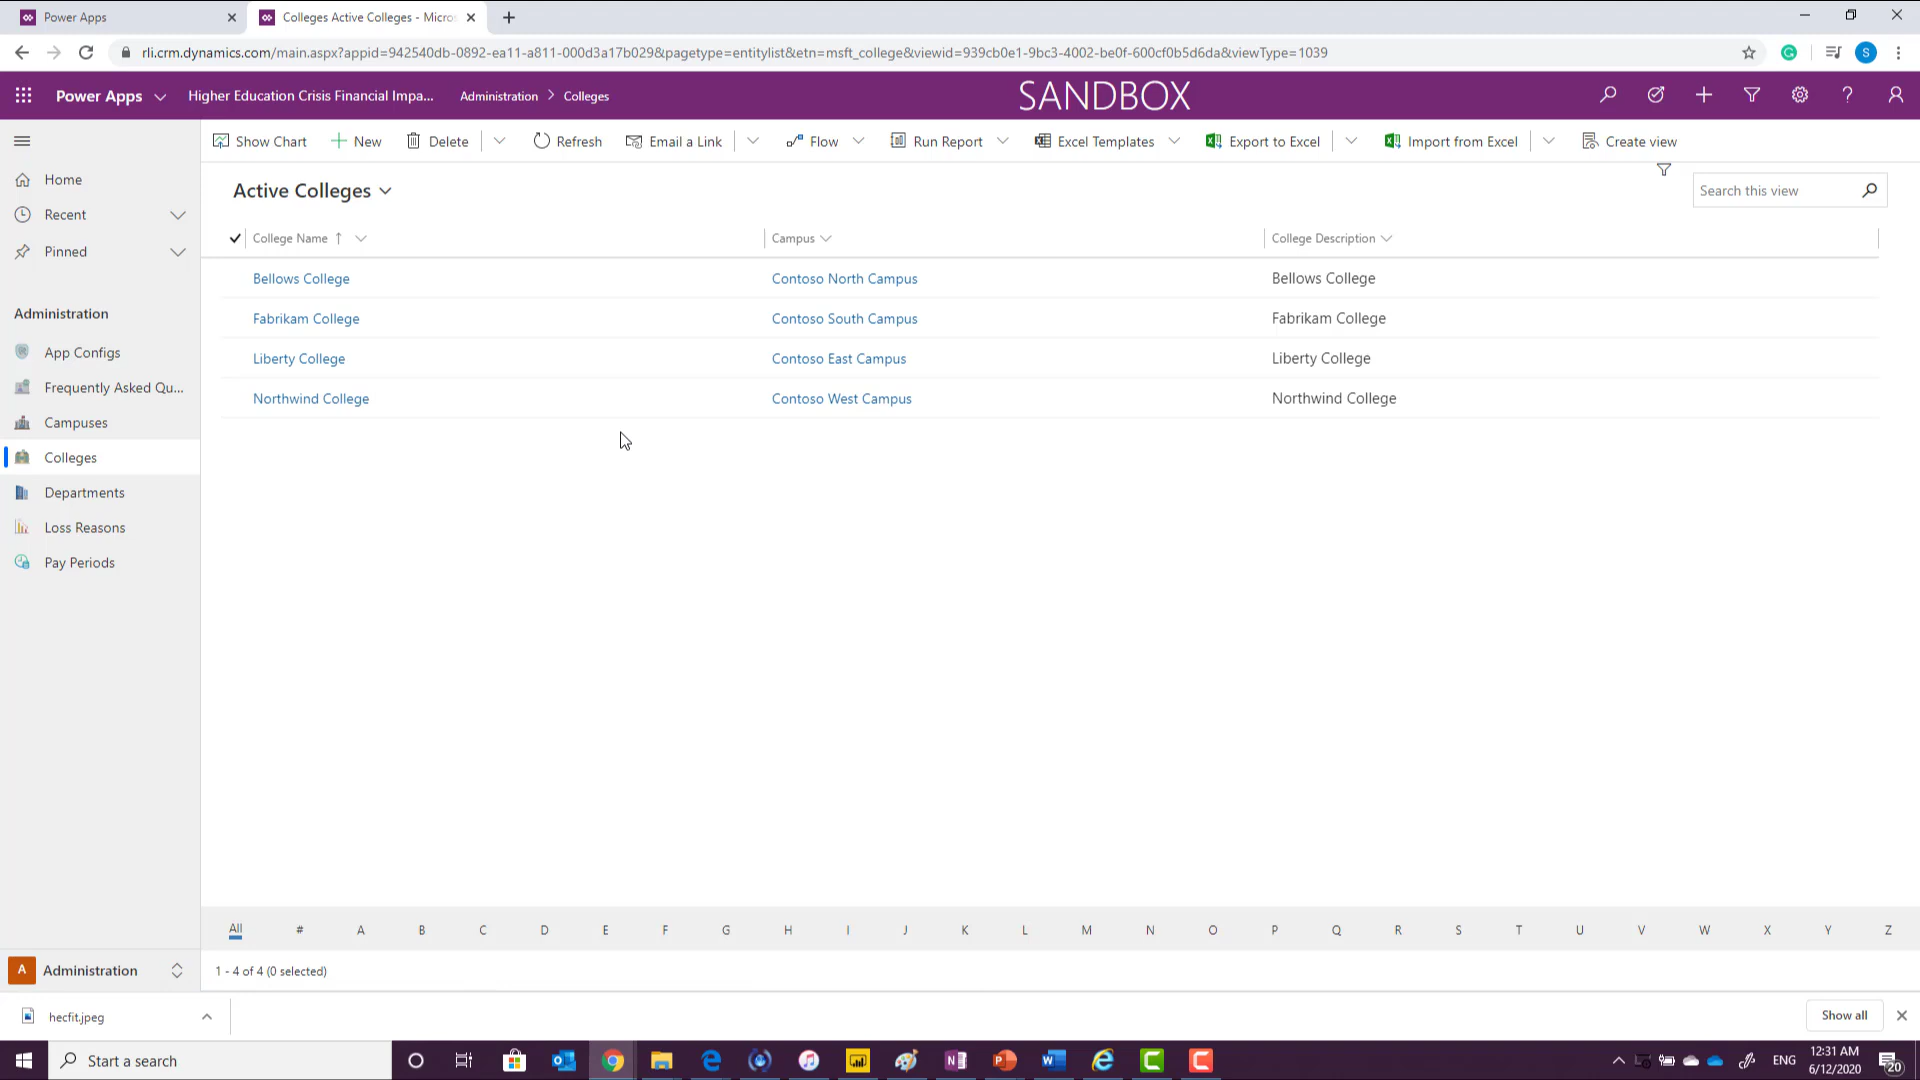 Power Apps
Colleges Active Colleges - Micros
rli.crm.dynamics.com/main.aspx?appid=942540db-0892-ea11-a811-000d3a17b029&pagetype=entitylist&etn=msft_college&viewid=939cb0e1-9bc3-4002-be0f-600cf0b5d6da&viewType=1039
S
Power Apps
Higher Education Crisis Financial Impa...
Administration > Colleges
SANDBOX
Show Chart
New
Delete
Refresh
Email a Link
Flow
Run Report
Excel Templates
Export to Excel
Import from Excel
Create view
Home
Recent
Pinned
Administration
App Configs
Frequently Asked Qu...
Campuses
Colleges
Departments
Loss Reasons
Pay Periods
Active Colleges
Search this view
College Name ↑ Campus College Description
Bellows College Contoso North Campus Bellows College
Fabrikam College Contoso South Campus Fabrikam College
Liberty College Contoso East Campus Liberty College
Northwind College Contoso West Campus Northwind College
All # A B C D E F G H I J K L M N O P Q R S T U V W X Y Z
A Administration
1 - 4 of 4 (0 selected)
hecfit.jpeg
Show all
Start a search
ENG
12:31 AM
6/12/2020
20